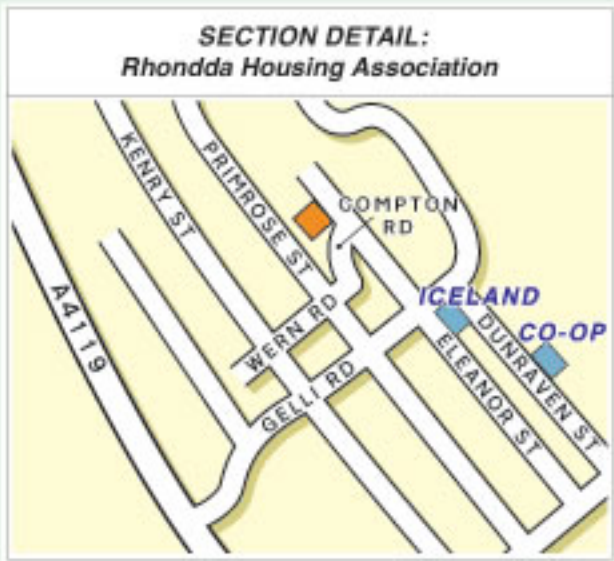 SECTION DETAIL:
Rhondda Housing Association
KENRY ST
PRIMROSE ST
COMPTON
RD
A4119
WERN RD
GELLI RD
ICELAND
CO-OP
DUNRAVEN ST
ELEANOR ST